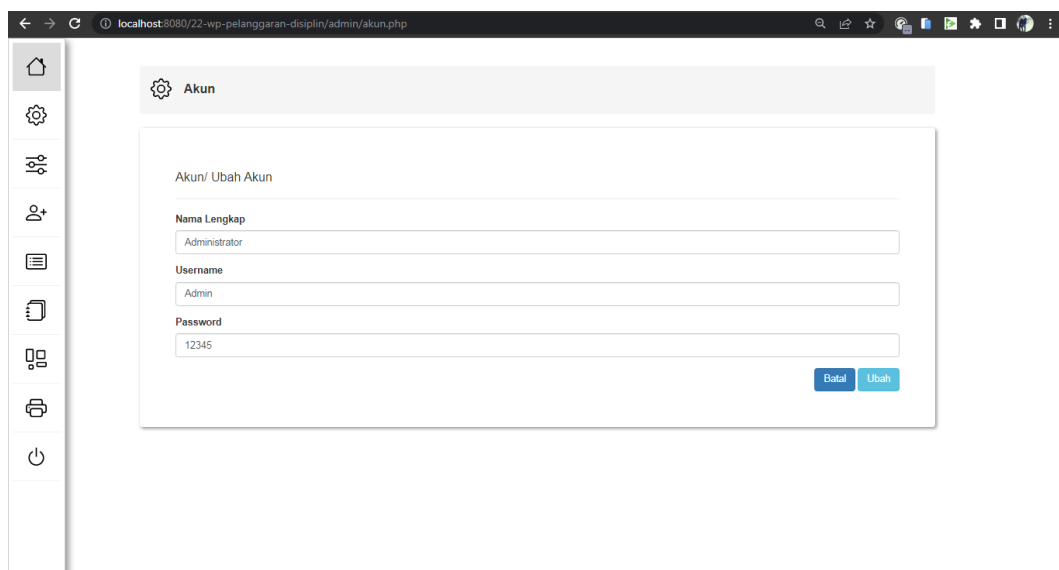 localhost:8080/22-wp-pelanggaran-disiplin/admin/akun.php
Akun
Akun/ Ubah Akun
Nama Lengkap
Administrator
Username
Admin
Password
12345
Batal Ubah